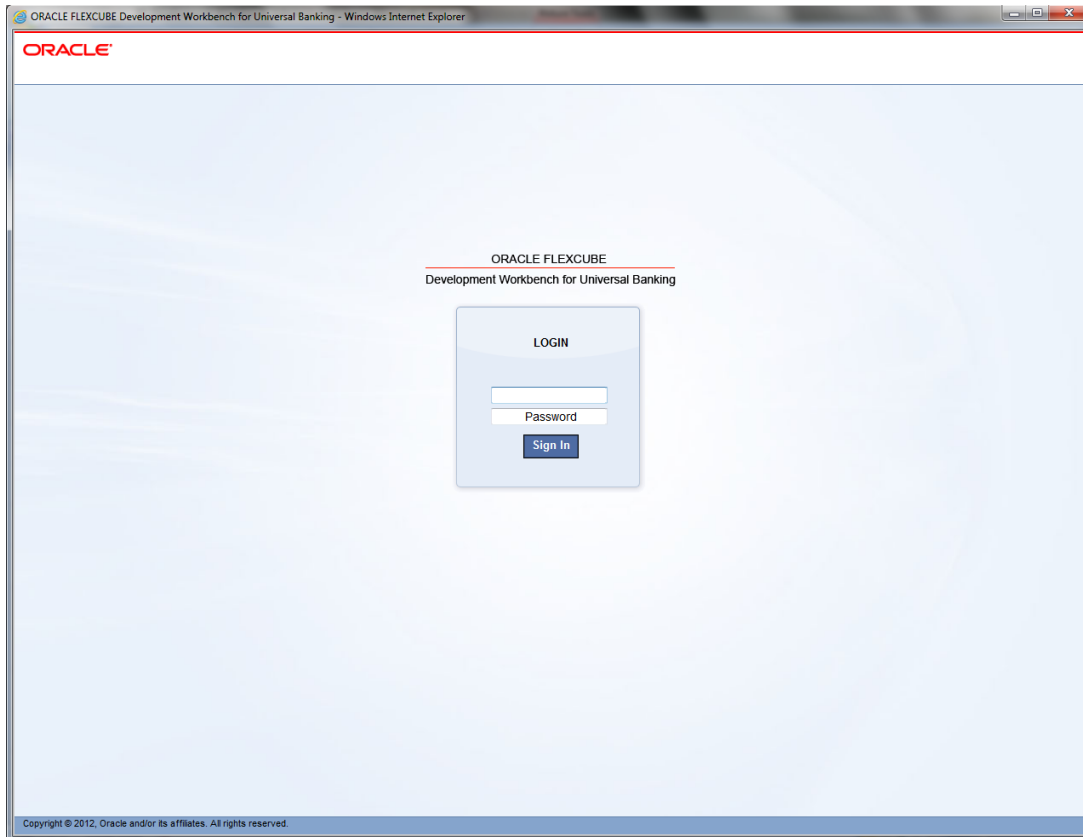 ORACLE FLEXCUBE Development Workbench for Universal Banking - Windows Internet Explorer
ORACLE®
ORACLE FLEXCUBE
Development Workbench for Universal Banking
LOGIN
Password
Sign In
Copyright © 2012, Oracle and/or its affiliates. All rights reserved.